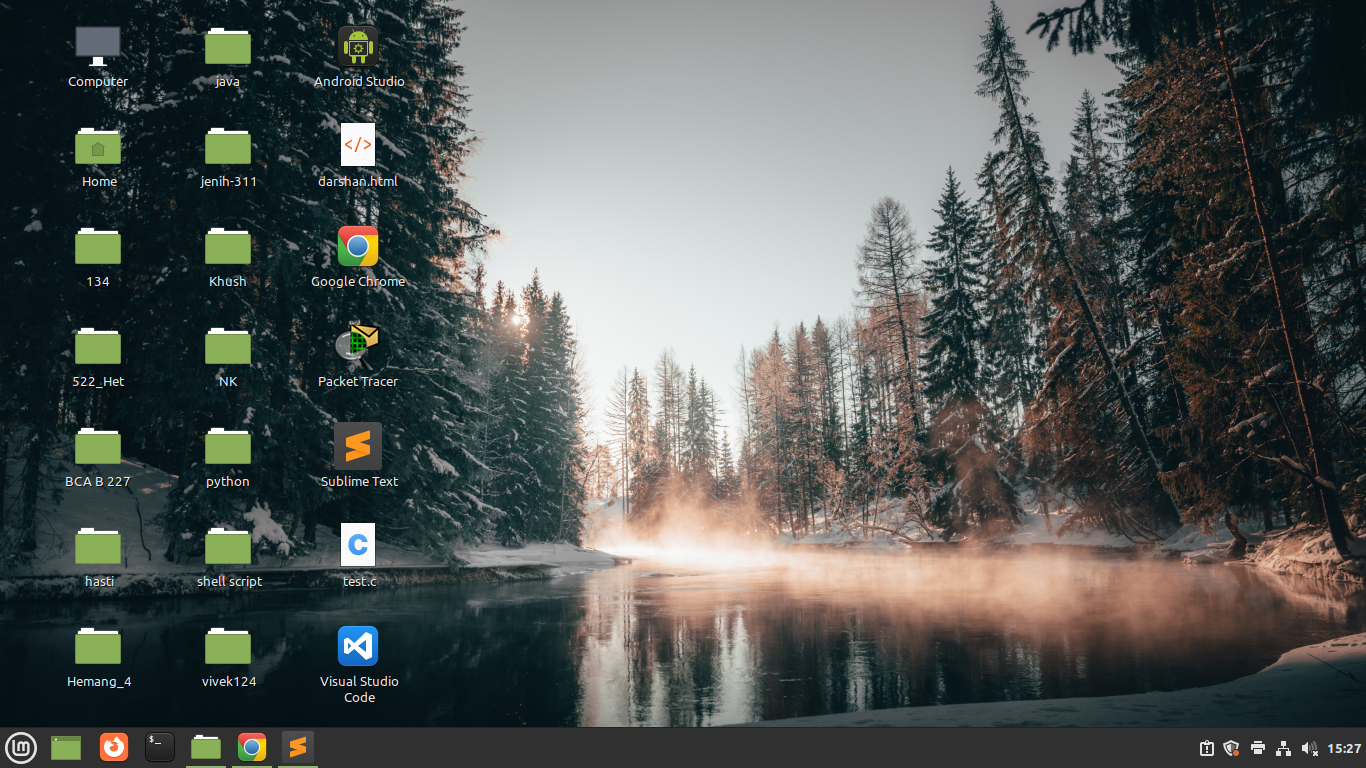 Computer
java
Android Studio
</>
Home
jenih-311
darshan.html
134
Khush
Google Chrome
522_Het
NK
Packet Tracer
BCA B 227
python
Sublime Text
C
hasti
shell script
test.c
Hemang_4
vivek124
Visual Studio
Code
lm
$_
15:27